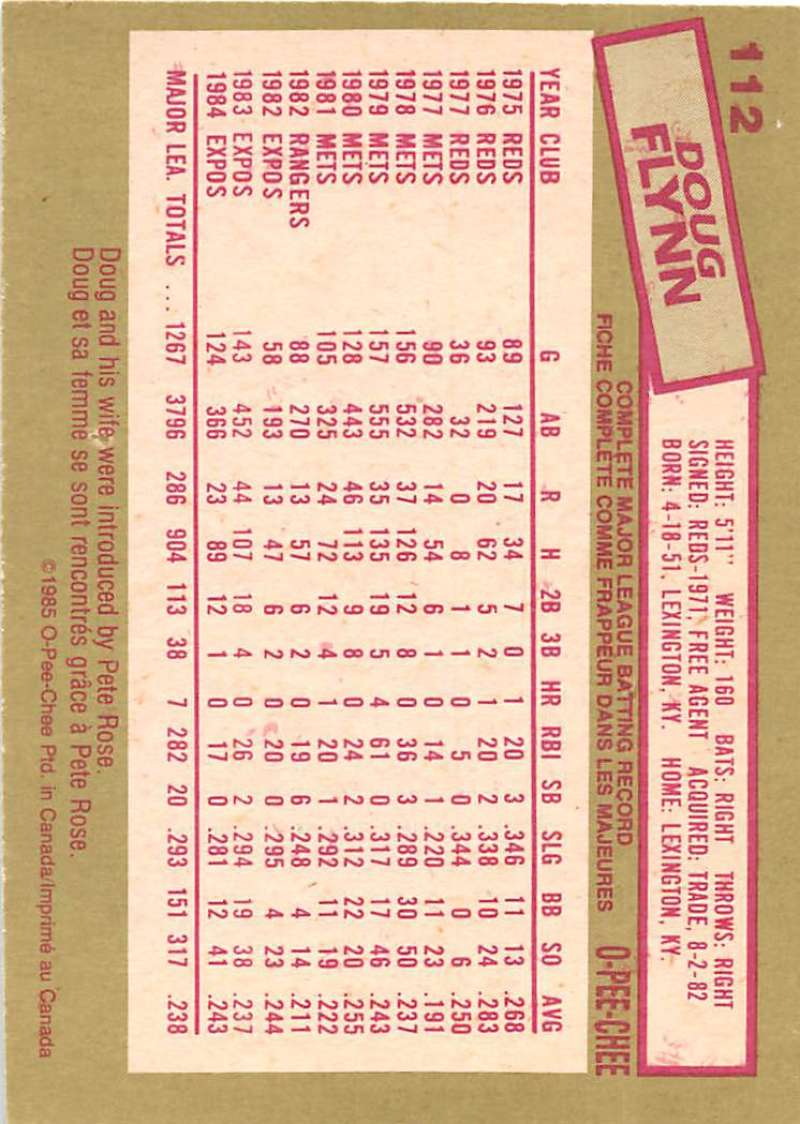 112
DOUG
FLYNN
HEIGHT: 5'11" WEIGHT: 160 BATS: RIGHT THROWS: RIGHT
SIGNED: REDS-1971, FREE AGENT ACQUIRED: TRADE, 8-2-82
BORN: 4-18-51, LEXINGTON, KY. HOME: LEXINGTON, KY.
COMPLETE MAJOR LEAGUE BATTING RECORD
FICHE COMPLETE COMME FRAPPEUR DANS LES MAJEURES O-PEE-CHEE
YEAR CLUB G AB R H 2B 3B HR RBI SB SLG BB SO AVG
1975 REDS 89 127 17 34 7 0 1 20 3 .346 11 13 .268
1976 REDS 93 219 20 62 5 2 1 20 2 .338 10 24 .283
1977 REDS 36 32 0 8 1 1 0 5 0 .344 0 6 .250
1977 METS 90 282 14 54 6 1 0 14 1 .220 11 23 .191
1978 METS 156 532 37 126 12 8 0 36 3 .289 30 50 .237
1979 METS 157 555 35 135 19 5 4 61 0 .317 17 46 .243
1980 METS 128 443 46 113 9 8 0 24 2 .312 22 20 .255
1981 METS 105 325 24 72 12 4 1 20 1 .292 11 19 .222
1982 RANGERS 88 270 13 57 6 2 0 19 6 .248 4 14 .211
1982 EXPOS 58 193 13 47 6 2 0 20 0 .295 4 23 .244
1983 EXPOS 143 452 44 107 18 4 0 26 2 .294 19 38 .237
1984 EXPOS 124 366 23 89 12 1 0 17 0 .281 12 41 .243
MAJOR LEA. TOTALS ... 1267 3796 286 904 113 38 7 282 20 .293 151 317 .238
Doug and his wife were introduced by Pete Rose.
Doug et sa femme se sont rencontrés grâce à Pete Rose.
©1985 O-Pee-Chee Ptd. in Canada/Imprimé au Canada